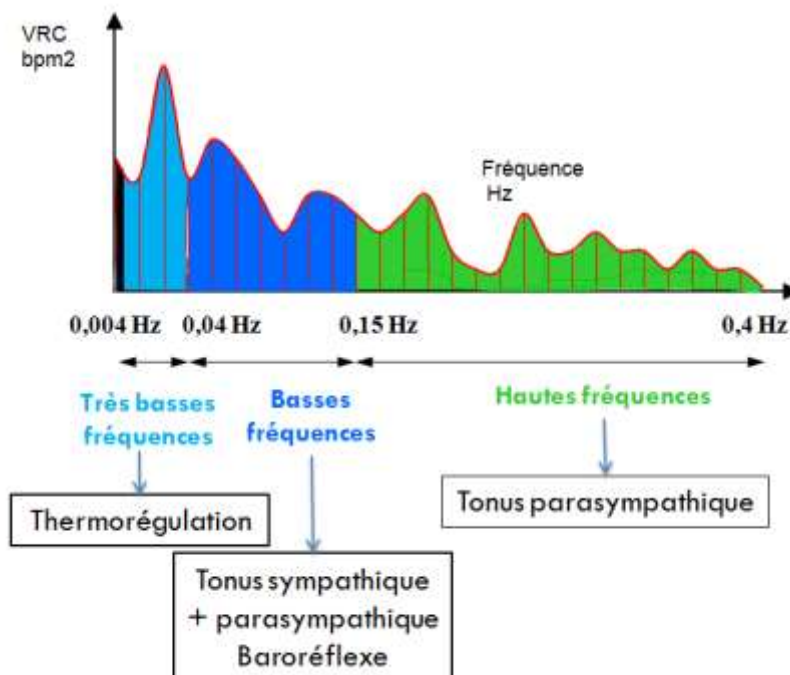 VRC
bpm2
Fréquence
Hz
0,004 Hz
0,04 Hz
0,15 Hz
0,4 Hz
Très basses
fréquences
Basses
fréquences
Hautes fréquences
Thermorégulation
Tonus parasympathique
Tonus sympathique
+ parasympathique
Baroréflexe